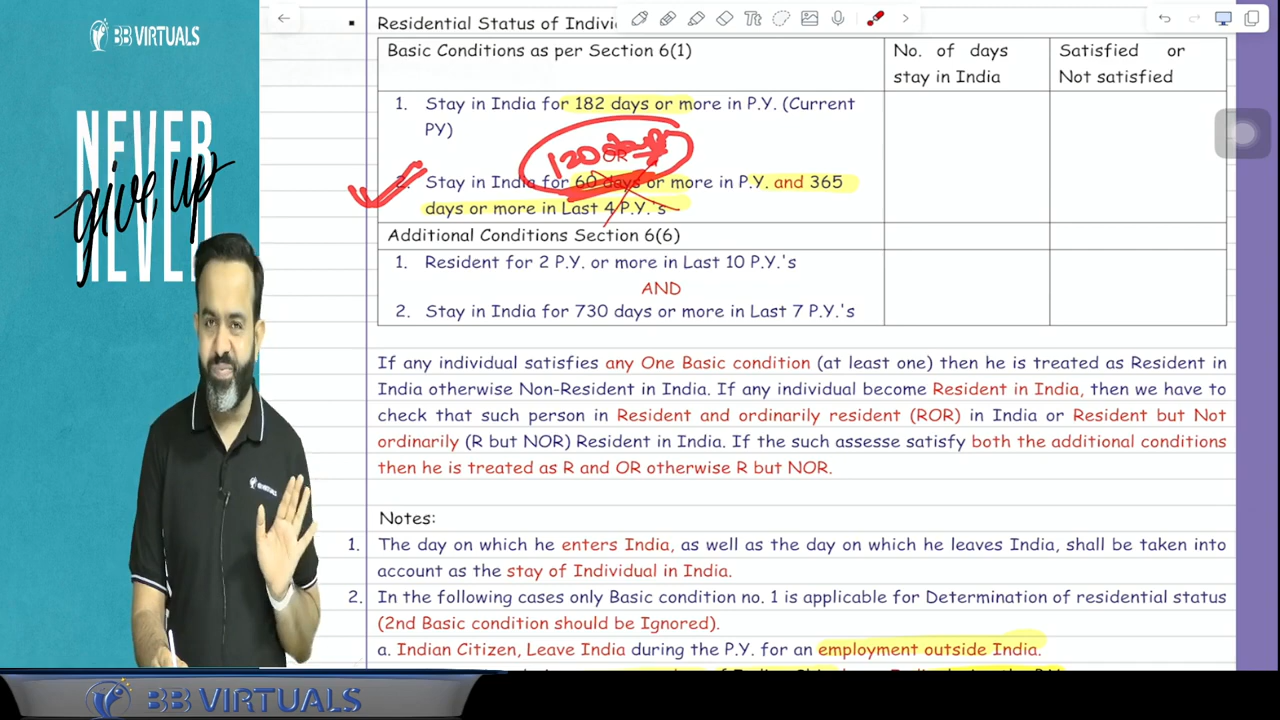 BB VIRTUALS
NEVER
give up
NEVER
Residential Status of Indivi
Basic Conditions as per Section 6(1)
No. of days stay in India
Satisfied or Not satisfied
1. Stay in India for 182 days or more in P.Y. (Current
PY)
120 days
OR
2. Stay in India for 60 days or more in P.Y. and 365
days or more in Last 4 P.Y.'s
Additional Conditions Section 6(6)
1. Resident for 2 P.Y. or more in Last 10 P.Y.'s
AND
2. Stay in India for 730 days or more in Last 7 P.Y.'s
If any individual satisfies any One Basic condition (at least one) then he is treated as Resident in
India otherwise Non-Resident in India. If any individual become Resident in India, then we have to
check that such person in Resident and ordinarily resident (ROR) in India or Resident but Not
ordinarily (R but NOR) Resident in India. If the such assesse satisfy both the additional conditions
then he is treated as R and OR otherwise R but NOR.
Notes:
1. The day on which he enters India, as well as the day on which he leaves India, shall be taken into
account as the stay of Individual in India.
2. In the following cases only Basic condition no. 1 is applicable for Determination of residential status
(2nd Basic condition should be Ignored).
a. Indian Citizen, Leave India during the P.Y. for an employment outside India.
BB VIRTUALS
BB VIRTUALS